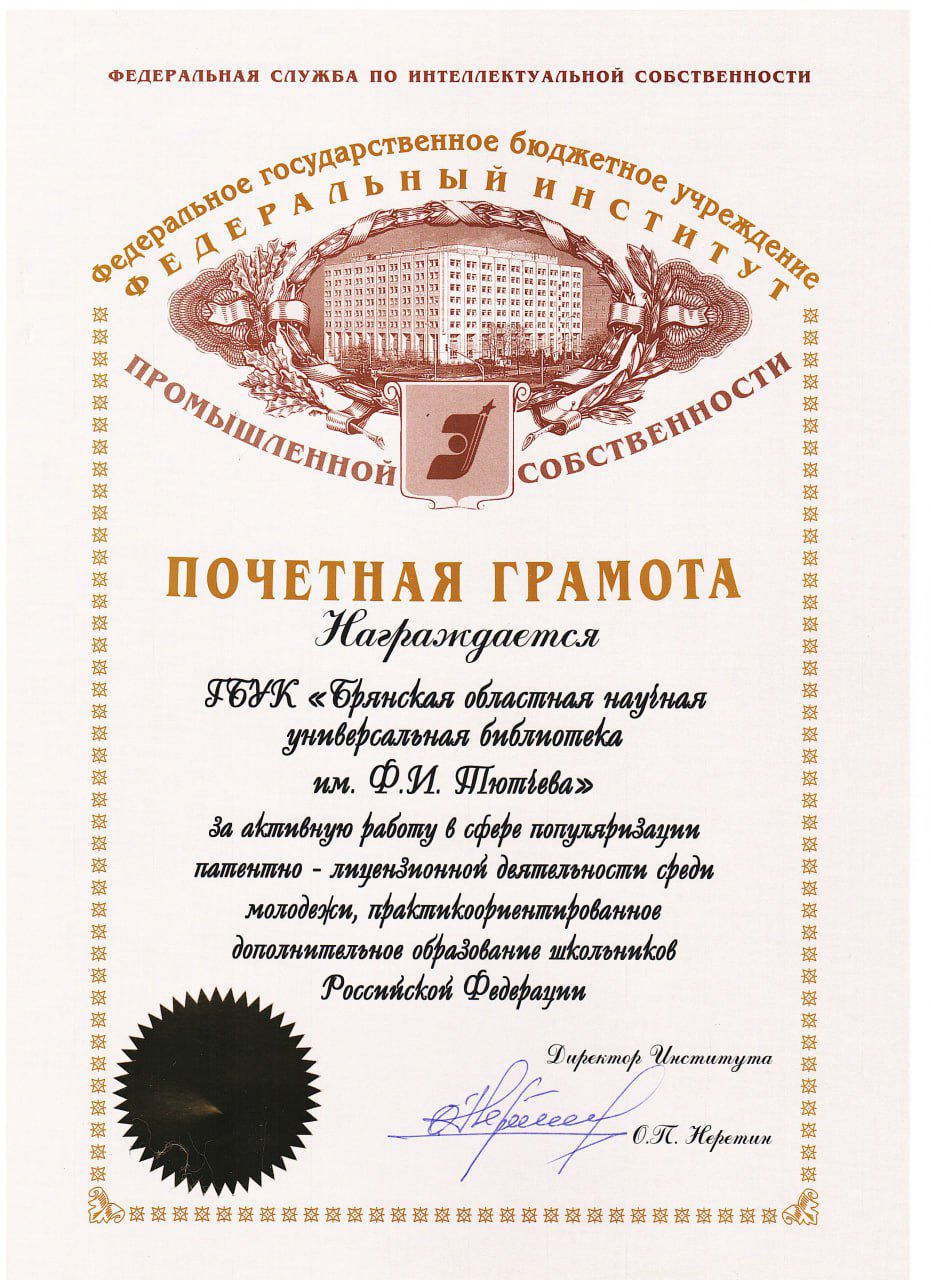 ФЕДЕРАЛЬНАЯ СЛУЖБА ПО ИНТЕЛЛЕКТУАЛЬНОЙ СОБСТВЕННОСТИ
Федеральное государственное бюджетное учреждение
ФЕДЕРАЛЬНЫЙ ИНСТИТУТ
ПРОМЫШЛЕННОЙ СОБСТВЕННОСТИ
ПОЧЕТНАЯ ГРАМОТА
Награждается
ГБУК «Брянская областная научная
универсальная библиотека
им. Ф.И. Тютчева»
за активную работу в сфере популяризации
патентно - лицензионной деятельности среди
молодежи, практикоориентированное
дополнительное образование школьников
Российской Федерации
Директор Института
О.П. Неретин